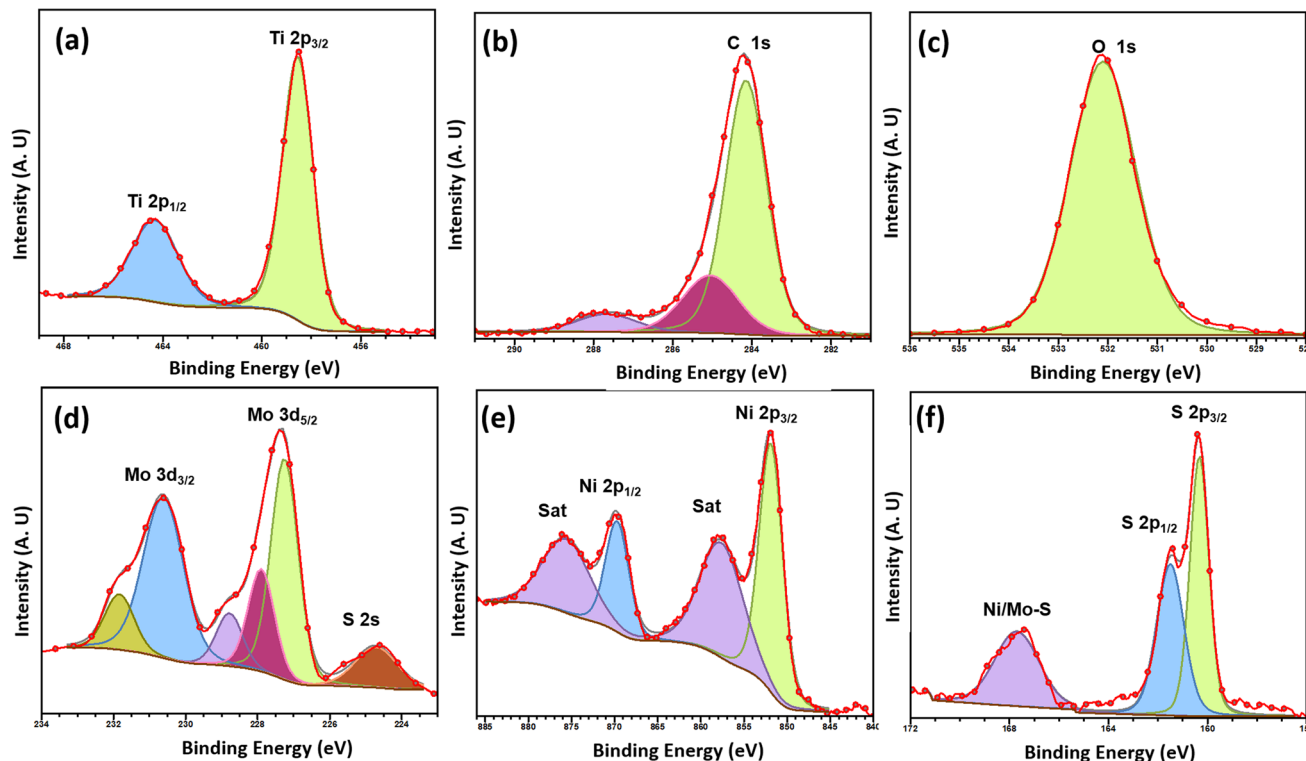 (a)
Ti 2p3/2
Ti 2p1/2
Intensity (A. U)
468 464 460 456
Binding Energy (eV)
(b)
C 1s
Intensity (A. U)
290 288 286 284 282
Binding Energy (eV)
(c)
O 1s
Intensity (A. U)
536 535 534 533 532 531 530 529
Binding Energy (eV)
(d)
Mo 3d5/2
Mo 3d3/2
S 2s
Intensity (A. U)
234 232 230 228 226 224
Binding Energy (eV)
(e)
Ni 2p3/2
Ni 2p1/2
Sat
Sat
Intensity (A. U)
885 875 870 865 860 855 850 845 840
Binding Energy (eV)
(f)
S 2p3/2
S 2p1/2
Ni/Mo-S
Intensity (A. U)
172 168 164 160
Binding Energy (eV)